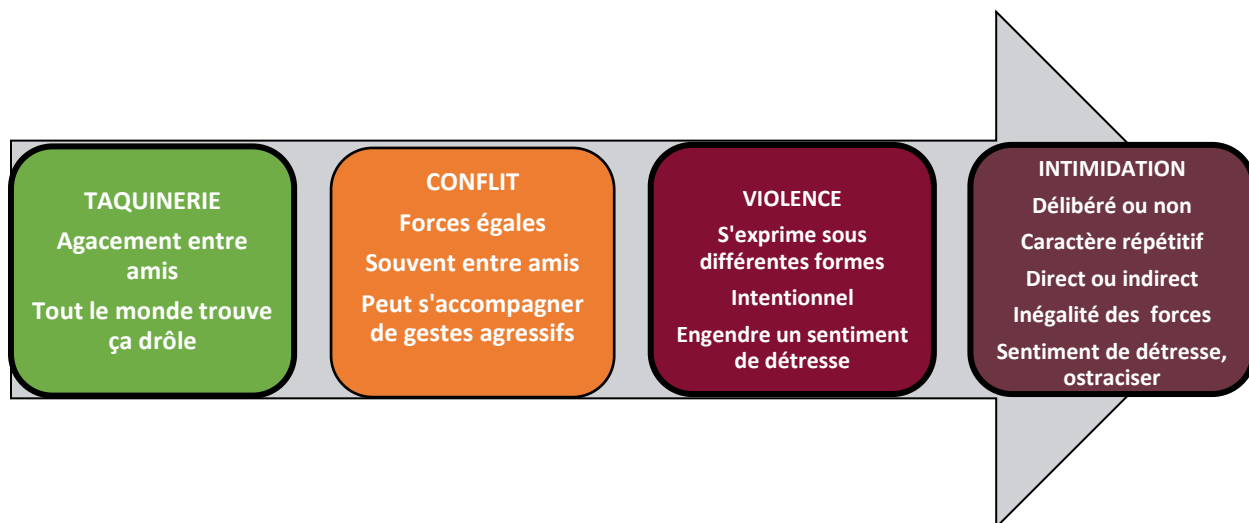 TAQUINERIE
Agacement entre
amis
Tout le monde trouve
ça drôle
CONFLIT
Forces égales
Souvent entre amis
Peut s'accompagner
de gestes agressifs
VIOLENCE
S'exprime sous
différentes formes
Intentionnel
Engendre un sentiment
de détresse
INTIMIDATION
Délibéré ou non
Caractère répétitif
Direct ou indirect
Inégalité des forces
Sentiment de détresse,
ostraciser